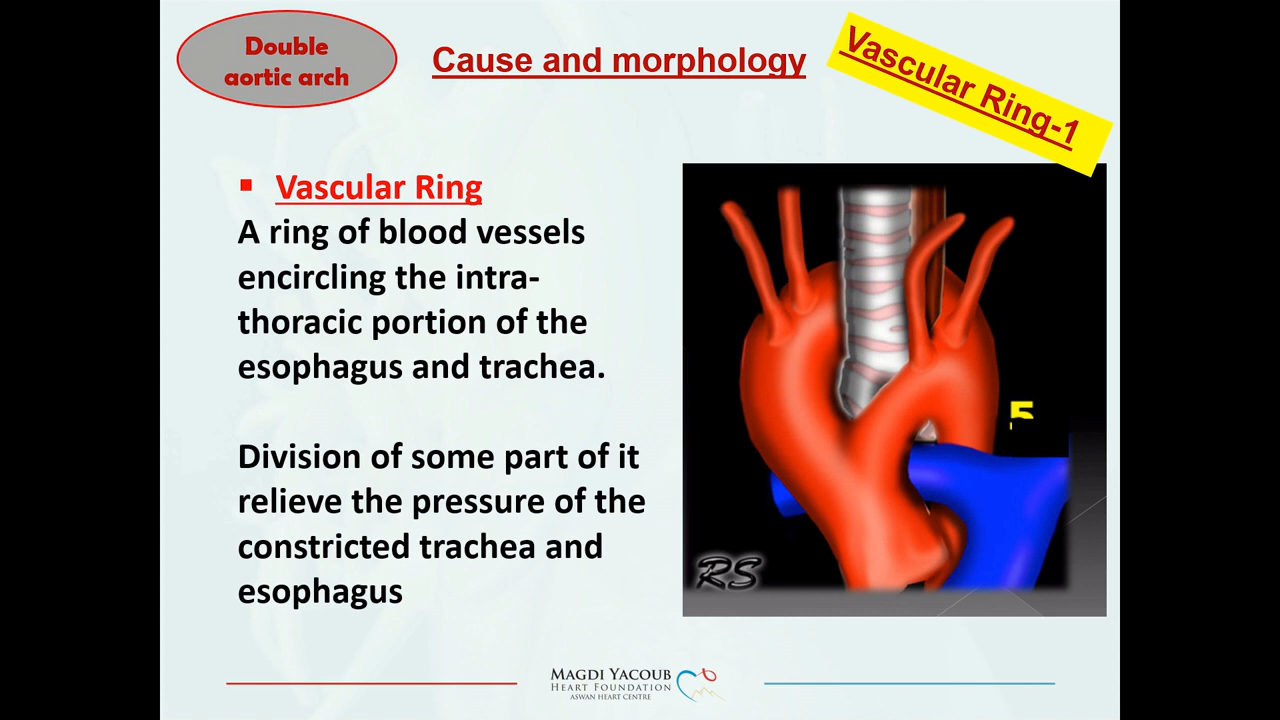 Double
aortic arch
Cause and morphology
Vascular Ring-1
▪ Vascular Ring
A ring of blood vessels
encircling the intra-
thoracic portion of the
esophagus and trachea.
Division of some part of it
relieve the pressure of the
constricted trachea and
esophagus
5
RS
MAGDI YACOUB
HEART FOUNDATION
ASWAN HEART CENTRE